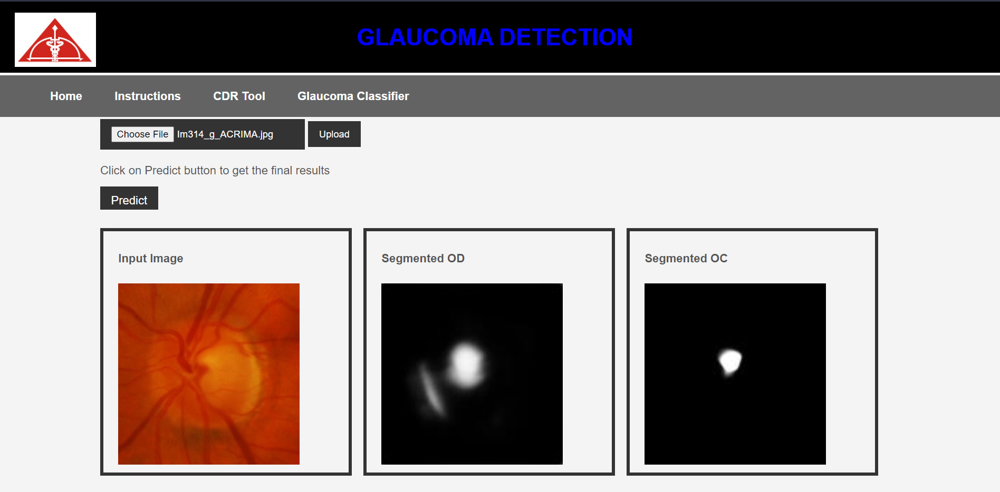 GLAUCOMA DETECTION
Home Instructions CDR Tool Glaucoma Classifier
Choose File Im314_g_ACRIMA.jpg Upload
Click on Predict button to get the final results
Predict
Input Image
Segmented OD
Segmented OC